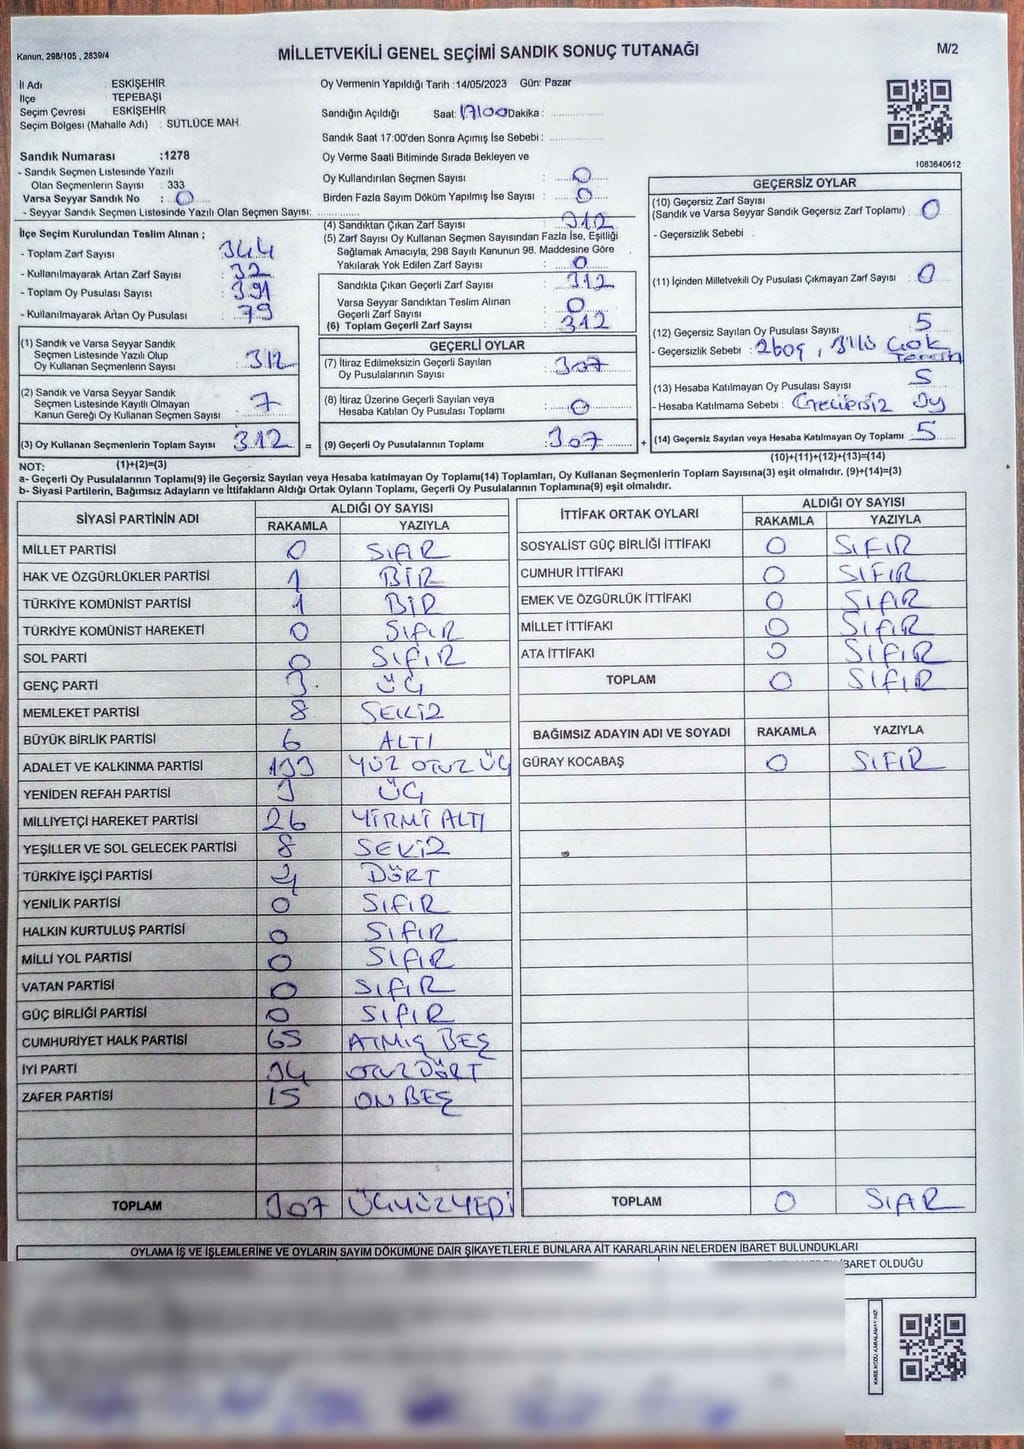 Kanun, 298/105 , 2839/4
MİLLETVEKİLİ GENEL SEÇİMİ SANDIK SONUÇ TUTANAĞI
M/2
İl Adı ESKİŞEHİR
İlçe TEPEBAŞI
Seçim Çevresi ESKİŞEHİR
Seçim Bölgesi (Mahalle Adı) : SÜTLÜCE MAH.
Oy Vermenin Yapıldığı Tarih :14/05/2023 Gün: Pazar
Sandığın Açıldığı Saat: 17:00 Dakika :
Sandık Saat 17:00'den Sonra Açılmış İse Sebebi:
Sandık Numarası :1278
- Sandık Seçmen Listesinde Yazılı
Olan Seçmenlerin Sayısı : 333
Varsa Seyyar Sandık No : 0
- Seyyar Sandık Seçmen Listesinde Yazılı Olan Seçmen Sayısı:
Oy Verme Saati Bitiminde Sırada Bekleyen ve
Oy Kullandırılan Seçmen Sayısı : 0
Birden Fazla Sayım Döküm Yapılmış İse Sayısı : 0
1083640612
İlçe Seçim Kurulundan Teslim Alınan ;
- Toplam Zarf Sayısı : 344
- Kullanılmayarak Artan Zarf Sayısı : 32
- Toplam Oy Pusulası Sayısı : 391
- Kullanılmayarak Artan Oy Pusulası : 79
(4) Sandıktan Çıkan Zarf Sayısı : 312
(5) Zarf Sayısı Oy Kullanan Seçmen Sayısından Fazla İse, Eşitliği
Sağlamak Amacıyla, 298 Sayılı Kanunun 98. Maddesine Göre
Yakılarak Yok Edilen Zarf Sayısı : 0
Sandıkta Çıkan Geçerli Zarf Sayısı : 312
Varsa Seyyar Sandıktan Teslim Alınan
Geçerli Zarf Sayısı : 0
(6) Toplam Geçerli Zarf Sayısı : 312
GEÇERSİZ OYLAR
(10) Geçersiz Zarf Sayısı
(Sandık ve Varsa Seyyar Sandık Geçersiz Zarf Toplamı) : 0
- Geçersizlik Sebebi :
(11) İçinden Milletvekili Oy Pusulası Çıkmayan Zarf Sayısı : 0
(12) Geçersiz Sayılan Oy Pusulası Sayısı : 5
- Geçersizlik Sebebi : 2 boş,
(13) Hesaba Katılmayan Oy Pusulası Sayısı : 5
- Hesaba Katılmama Sebebi : Oy
(14) Geçersiz Sayılan veya Hesaba Katılmayan Oy Toplamı : 5
(10)+(11)+(12)+(13)=(14)
(1) Sandık ve Varsa Seyyar Sandık
Seçmen Listesinde Yazılı Olup
Oy Kullanan Seçmenlerin Sayısı : 312
(2) Sandık ve Varsa Seyyar Sandık
Seçmen Listesinde Kayıtlı Olmayan
Kanun Gereği Oy Kullanan Seçmen Sayısı : 7
(3) Oy Kullanan Seçmenlerin Toplam Sayısı : 312 =
(1)+(2)=(3)
GEÇERLİ OYLAR
(7) İtiraz Edilmeksizin Geçerli Sayılan
Oy Pusulalarının Sayısı : 307
(8) İtiraz Üzerine Geçerli Sayılan veya
Hesaba Katılan Oy Pusulası Toplamı : 0
(9) Geçerli Oy Pusulalarının Toplamı : 307 +
NOT:
a- Geçerli Oy Pusulalarının Toplamı(9) İle Geçersiz Sayılan veya Hesaba katılmayan Oy Toplamı(14) Toplamları, Oy Kullanan Seçmenlerin Toplam Sayısına(3) eşit olmalıdır. (9)+(14)=(3)
b- Siyasi Partilerin, Bağımsız Adayların ve İttifakların Aldığı Ortak Oyların Toplamı, Geçerli Oy Pusulalarının Toplamına(9) eşit olmalıdır.
SİYASİ PARTİNİN ADI ALDIĞI OY SAYISI
RAKAMLA YAZIYLA
MİLLET PARTİSİ 0 SIFIR
HAK VE ÖZGÜRLÜKLER PARTİSİ 1 BİR
TÜRKİYE KOMÜNİST PARTİSİ 1 BİR
TÜRKİYE KOMÜNİST HAREKETİ 0 SIFIR
SOL PARTİ 0 SIFIR
GENÇ PARTİ 3 ÜÇ
MEMLEKET PARTİSİ 8 SEKİZ
BÜYÜK BİRLİK PARTİSİ 6 ALTI
ADALET VE KALKINMA PARTİSİ 133 YÜZ OTUZ ÜÇ
YENİDEN REFAH PARTİSİ 3 ÜÇ
MİLLİYETÇİ HAREKET PARTİSİ 26 YİRMİ ALTI
YEŞİLLER VE SOL GELECEK PARTİSİ 8 SEKİZ
TÜRKİYE İŞÇİ PARTİSİ 4 DÖRT
YENİLİK PARTİSİ 0 SIFIR
HALKIN KURTULUŞ PARTİSİ 0 SIFIR
MİLLİ YOL PARTİSİ 0 SIFIR
VATAN PARTİSİ 0 SIFIR
GÜÇ BİRLİĞİ PARTİSİ 0 SIFIR
CUMHURİYET HALK PARTİSİ 65 ATMIŞ BEŞ
İYİ PARTİ 34 OTUZ DÖRT
ZAFER PARTİSİ 15 ON BEŞ
TOPLAM 307 ÜÇYÜZYEDİ
İTTİFAK ORTAK OYLARI ALDIĞI OY SAYISI
RAKAMLA YAZIYLA
SOSYALİST GÜÇ BİRLİĞİ İTTİFAKI 0 SIFIR
CUMHUR İTTİFAKI 0 SIFIR
EMEK VE ÖZGÜRLÜK İTTİFAKI 0 SIFIR
MİLLET İTTİFAKI 0 SIFIR
ATA İTTİFAKI 0 SIFIR
TOPLAM 0 SIFIR
BAĞIMSIZ ADAYIN ADI VE SOYADI RAKAMLA YAZIYLA
GÜRAY KOCABAŞ 0 SIFIR
TOPLAM 0 SIFIR
OYLAMA İŞ VE İŞLEMLERİNE VE OYLARIN SAYIM DÖKÜMÜNE DAİR ŞİKAYETLERLE BUNLARA AİT KARARLARIN NELERDEN İBARET BULUNDUKLARI
İBARET OLDUĞU